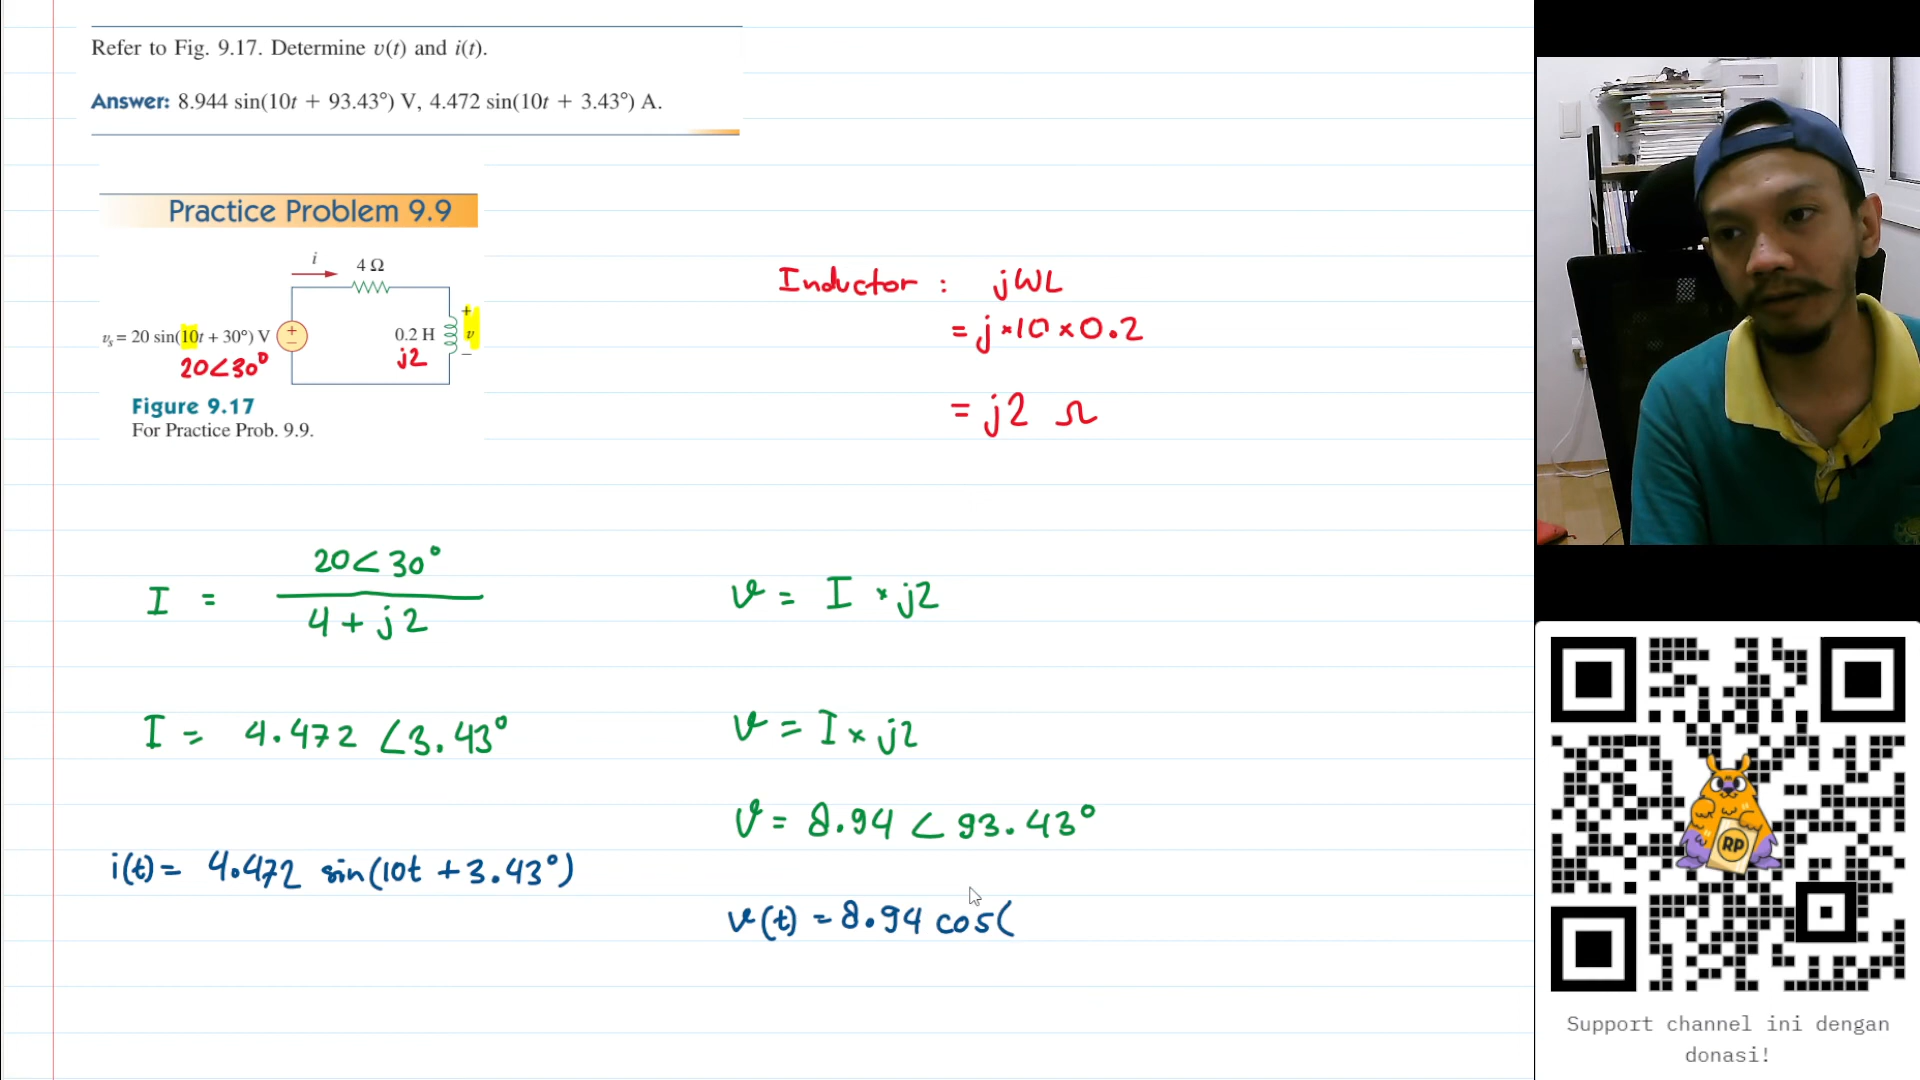 Refer to Fig. 9.17. Determine v(t) and i(t).
Answer: 8.944 sin(10t + 93.43°) V, 4.472 sin(10t + 3.43°) A.
Practice Problem 9.9
i
4 Ω
vs = 20 sin(10t + 30°) V
+
−
0.2 H
+
v
−
20<30°
j2
Figure 9.17
For Practice Prob. 9.9.
Inductor : jWL
= j×10×0.2
= j2 Ω
I = 20<30° / 4 + j2
I = 4.472 <3.43°
i(t) = 4.472 sin(10t + 3.43°)
v = I × j2
v = I × j2
v = 8.94 < 93.43°
v(t) = 8.94 cos(
RP
Support channel ini dengan
donasi!